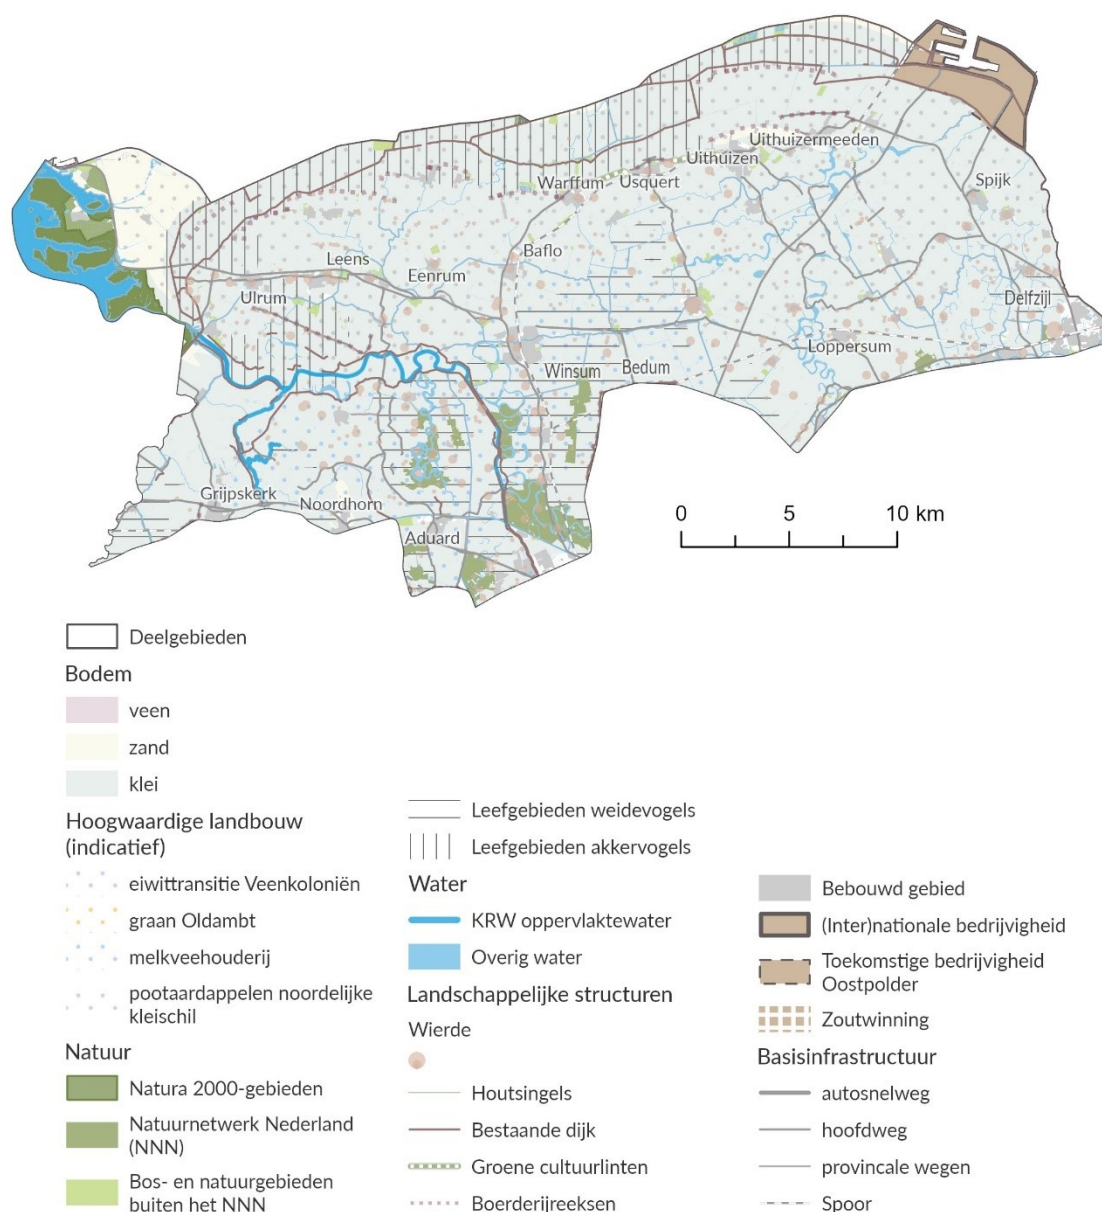 Uithuizermeeden
Uithuizen
Warffum
Usquert
Spijk
Baflo
Leens
Eenrum
Ulrum
Delfzijl
Loppersum
Winsum
Bedum
Grijpskerk
Noordhorn
Aduard
0 5 10 km
Deelgebieden
Bodem
veen
zand
klei
Hoogwaardige landbouw
(indicatief)
eiwittransitie Veenkoloniën
graan Oldambt
melkveehouderij
pootaardappelen noordelijke
kleischil
Natuur
Natura 2000-gebieden
Natuurnetwerk Nederland
(NNN)
Bos- en natuurgebieden
buiten het NNN
Leefgebieden weidevogels
Leefgebieden akkervogels
Water
KRW oppervlaktewater
Overig water
Landschappelijke structuren
Wierde
Houtsingels
Bestaande dijk
Groene cultuurlinten
Boerderijreeksen
Bebouwd gebied
(Inter)nationale bedrijvigheid
Toekomstige bedrijvigheid
Oostpolder
Zoutwinning
Basisinfrastructuur
autosnelweg
hoofdweg
provincale wegen
Spoor